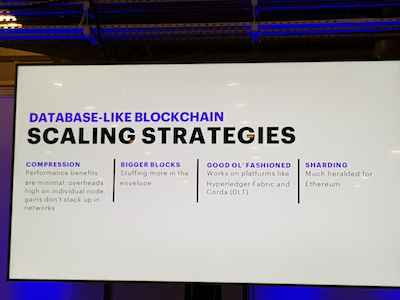 DATABASE-LIKE BLOCKCHAIN
SCALING STRATEGIES
COMPRESSION
Performance benefits
are minimal: overheads
high on individual node,
gains don't stack up in
networks
BIGGER BLOCKS
Stuffing more in the
envelope
GOOD OL' FASHIONED
Works on platforms like
Hyperledger Fabric and
Corda (DLT)
SHARDING
Much heralded for
Ethereum